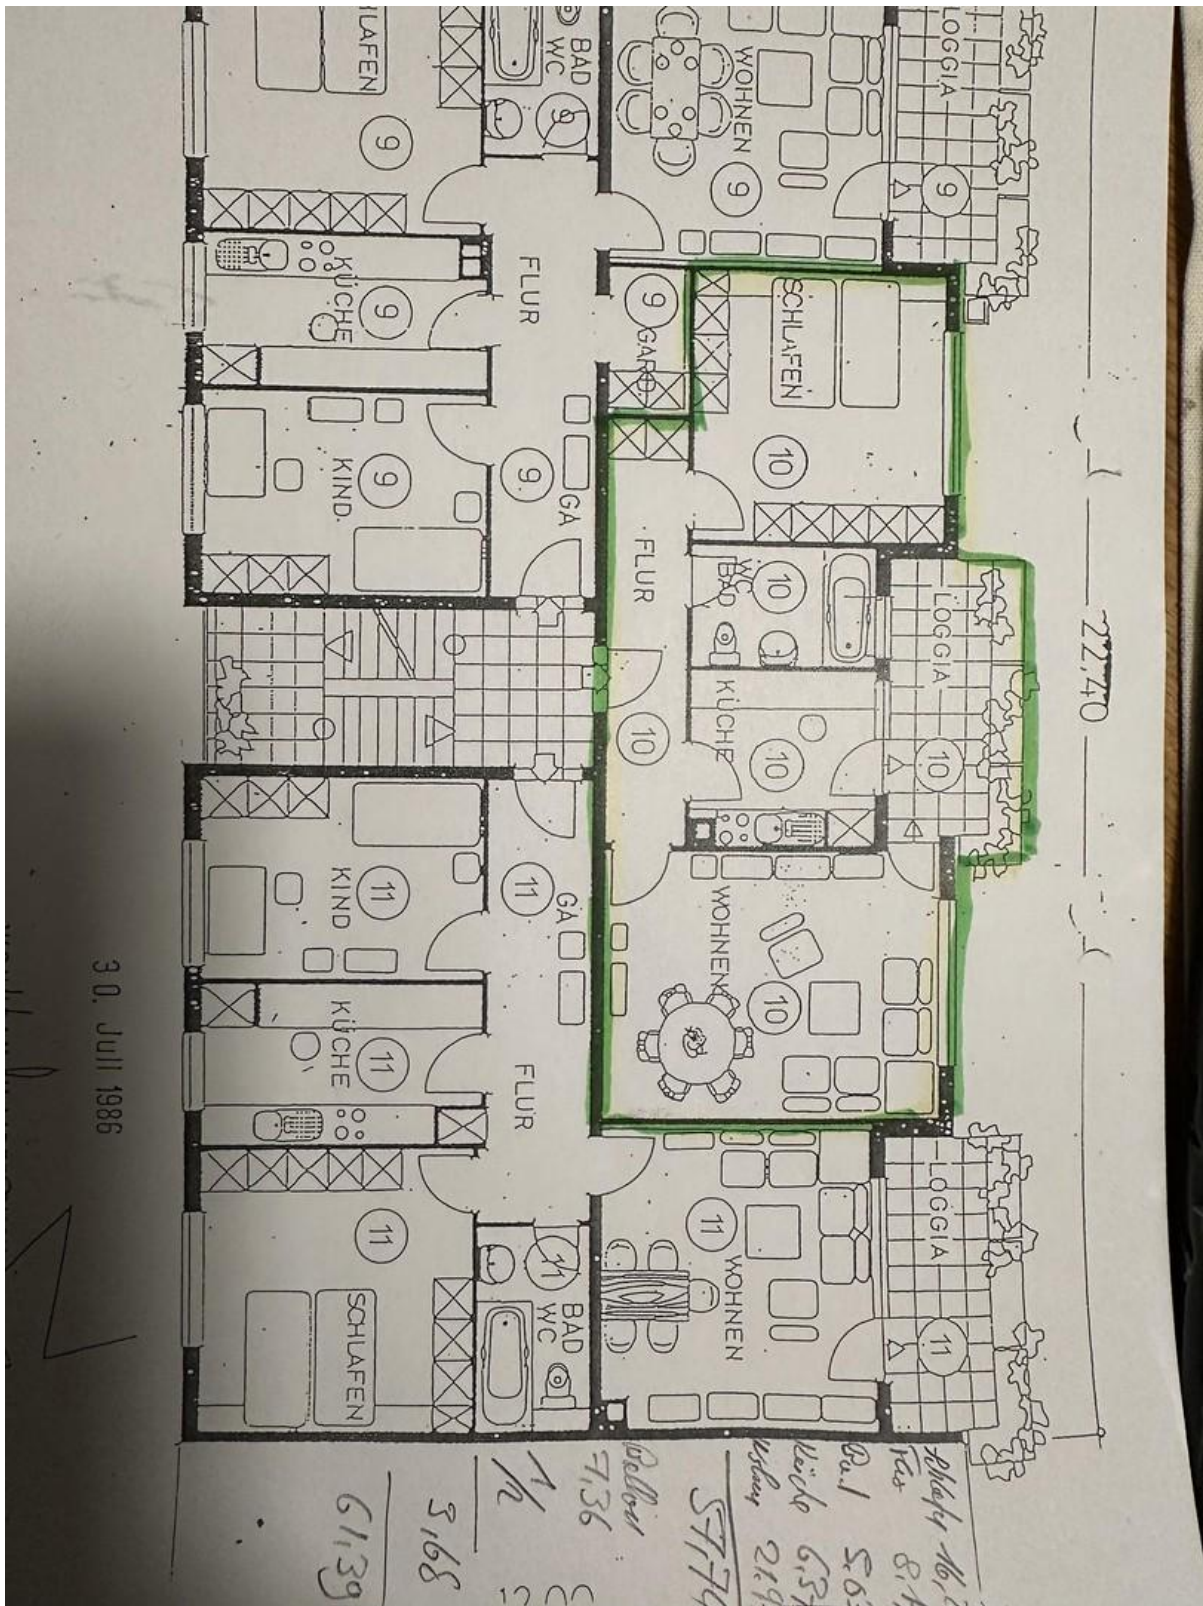 22,40
LOGGIA LOGGIA LOGGIA
9 10 10 11
SCHLAFEN
10
WC
BAD
10
KÜCHE
10
WOHNEN
10
WOHNEN
9
WOHNEN
11
9
GARD.
FLUR
10
BAD
WC
9
GA
9
FLUR
GA
11
FLUR
BAD
WC
11
SCHLAFEN
9
KÜCHE
9
KIND
9
KIND
11
KÜCHE
11
SCHLAFEN
11
Bad
Küche
Balkon
7,36
1/2
3,68
61,39
30. Juli 1986